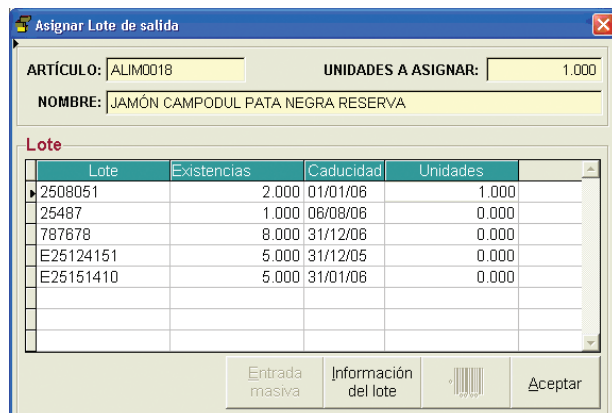 Asignar Lote de salida
ARTÍCULO: ALIM0018 UNIDADES A ASIGNAR: 1.000
NOMBRE: JAMÓN CAMPODUL PATA NEGRA RESERVA
Lote
Lote Existencias Caducidad Unidades
2508051 2.000 01/01/06 1.000
25487 1.000 06/08/06 0.000
787678 8.000 31/12/06 0.000
E25124151 5.000 31/12/05 0.000
E25151410 5.000 31/01/06 0.000
Entrada masiva Información del lote Aceptar